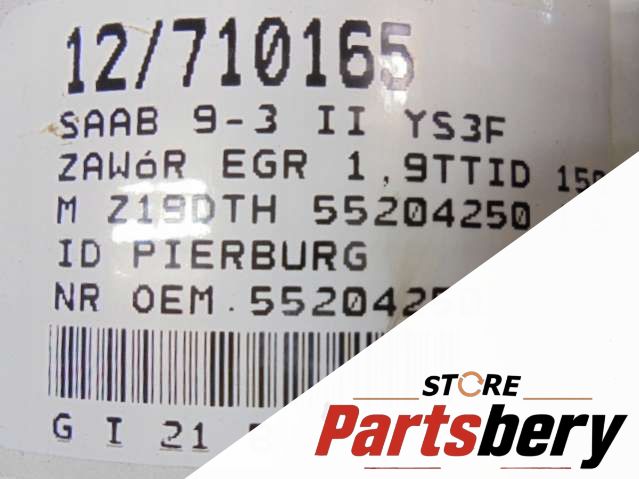 12/710165
SAAB 9-3 II YS3F
ZAWóR EGR 1,9TTID
M Z19DTH 55204250
ID PIERBURG
NR OEM.55204250
G I 21
STORE
Partsbery